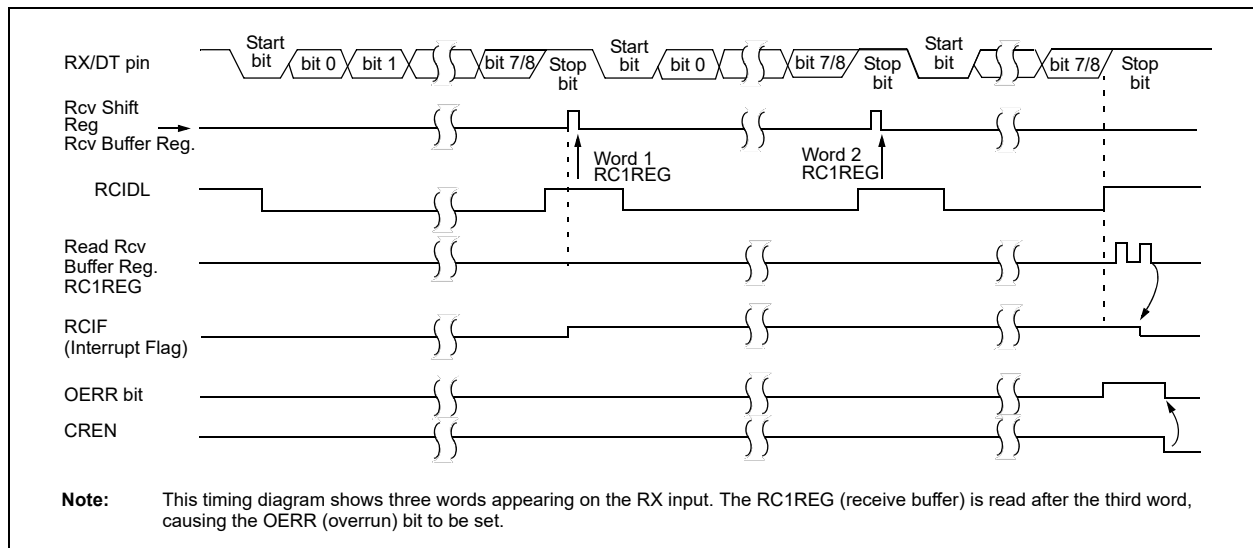 RX/DT pin
Start
bit
bit 0
bit 1
bit 7/8
Stop
bit
Start
bit
bit 0
bit 7/8
Stop
bit
Start
bit
bit 7/8
Stop
bit
Rcv Shift
Reg
Rcv Buffer Reg.
Word 1
RC1REG
Word 2
RC1REG
RCIDL
Read Rcv
Buffer Reg.
RC1REG
RCIF
(Interrupt Flag)
OERR bit
CREN
Note: This timing diagram shows three words appearing on the RX input. The RC1REG (receive buffer) is read after the third word,
causing the OERR (overrun) bit to be set.